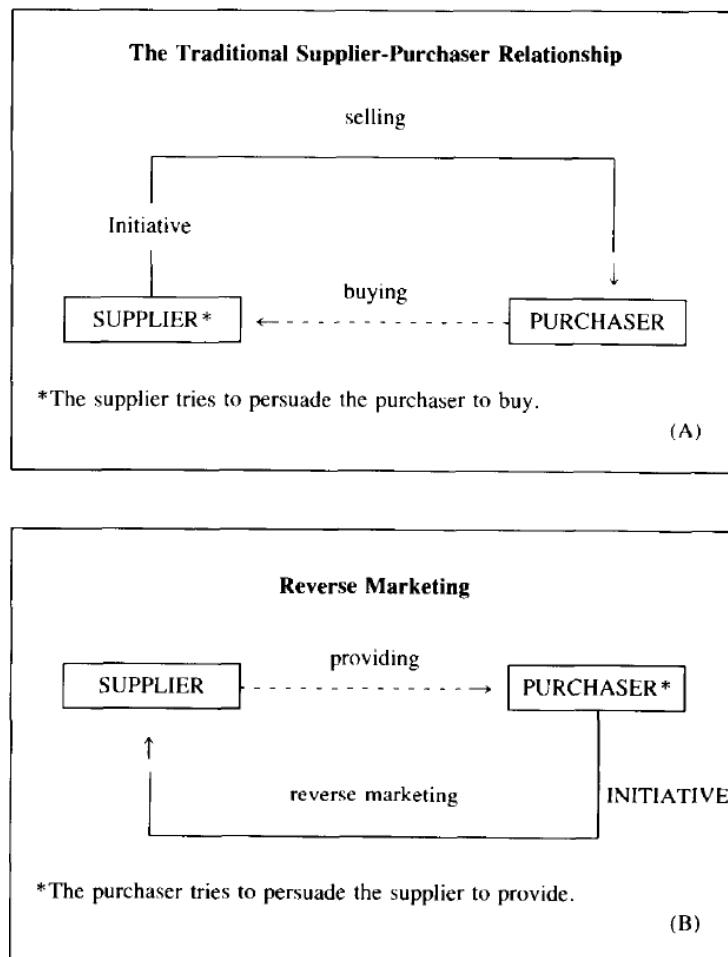 The Traditional Supplier-Purchaser Relationship
selling
Initiative
buying
SUPPLIER*
PURCHASER
*The supplier tries to persuade the purchaser to buy.
(A)
Reverse Marketing
providing
SUPPLIER
PURCHASER*
reverse marketing
INITIATIVE
*The purchaser tries to persuade the supplier to provide.
(B)